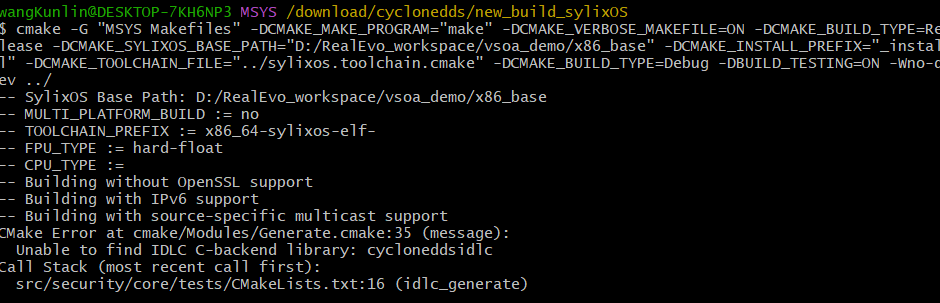 wangKunlin@DESKTOP-7KH6NP3 MSYS /download/cyclonedds/new_build_sylixOS
$ cmake -G "MSYS Makefiles" -DCMAKE_MAKE_PROGRAM="make" -DCMAKE_VERBOSE_MAKEFILE=ON -DCMAKE_BUILD_TYPE=Re
lease -DCMAKE_SYLIXOS_BASE_PATH="D:/RealEvo_workspace/vsoa_demo/x86_base" -DCMAKE_INSTALL_PREFIX="_instal
l" -DCMAKE_TOOLCHAIN_FILE="../sylixos.toolchain.cmake" -DCMAKE_BUILD_TYPE=Debug -DBUILD_TESTING=ON -Wno-d
ev ../
-- SylixOS Base Path: D:/RealEvo_workspace/vsoa_demo/x86_base
-- MULTI_PLATFORM_BUILD := no
-- TOOLCHAIN_PREFIX := x86_64-sylixos-elf-
-- FPU_TYPE := hard-float
-- CPU_TYPE :=
-- Building without OpenSSL support
-- Building with IPv6 support
-- Building with source-specific multicast support
CMake Error at cmake/Modules/Generate.cmake:35 (message):
  Unable to find IDLC C-backend library: cycloneddsidlc
Call Stack (most recent call first):
  src/security/core/tests/CMakeLists.txt:16 (idlc_generate)